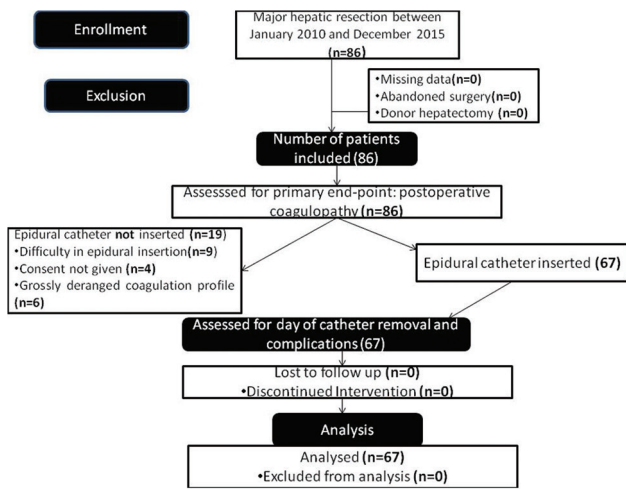 Enrollment
Major hepatic resection between
January 2010 and December 2015
(n=86)
Exclusion
•Missing data(n=0)
•Abandoned surgery(n=0)
•Donor hepatectomy (n=0)
Number of patients
included (86)
Assesssed for primary end-point: postoperative
coagulopathy (n=86)
Epidural catheter not inserted (n=19)
•Difficulty in epidural insertion(n=9)
•Consent not given (n=4)
•Grossly deranged coagulation profile
(n=6)
Epidural catheter inserted (67)
Assessed for day of catheter removal and
complications (67)
Lost to follow up (n=0)
•Discontinued Intervention (n=0)
Analysis
Analysed (n=67)
•Excluded from analysis (n=0)